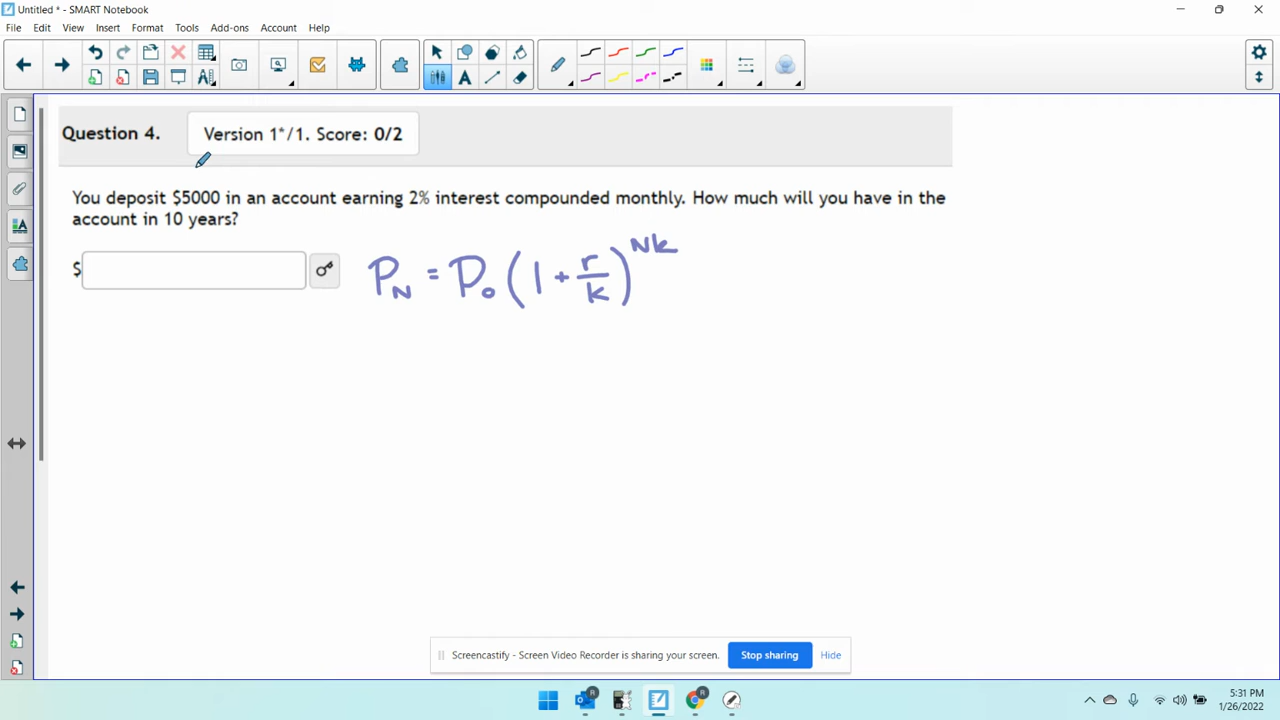 Untitled * - SMART Notebook
File Edit View Insert Format Tools Add-ons Account Help
Question 4. Version 1*/1. Score: 0/2
You deposit $5000 in an account earning 2% interest compounded monthly. How much will you have in the
account in 10 years?
$
P_N = P_0 (1 + r/k)^Nk
Screencastify - Screen Video Recorder is sharing your screen. Stop sharing Hide
5:31 PM
1/26/2022